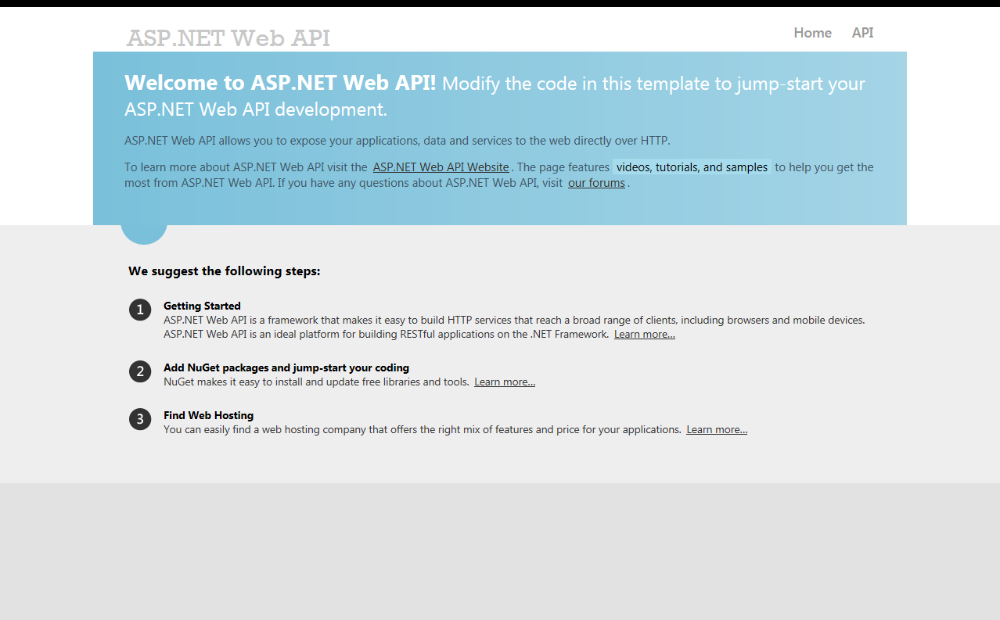 ASP.NET Web API
Home API
Welcome to ASP.NET Web API! Modify the code in this template to jump-start your
ASP.NET Web API development.
ASP.NET Web API allows you to expose your applications, data and services to the web directly over HTTP.
To learn more about ASP.NET Web API visit the ASP.NET Web API Website. The page features videos, tutorials, and samples to help you get the
most from ASP.NET Web API. If you have any questions about ASP.NET Web API, visit our forums.
We suggest the following steps:
1 Getting Started
ASP.NET Web API is a framework that makes it easy to build HTTP services that reach a broad range of clients, including browsers and mobile devices.
ASP.NET Web API is an ideal platform for building RESTful applications on the .NET Framework. Learn more…
2 Add NuGet packages and jump-start your coding
NuGet makes it easy to install and update free libraries and tools. Learn more…
3 Find Web Hosting
You can easily find a web hosting company that offers the right mix of features and price for your applications. Learn more…